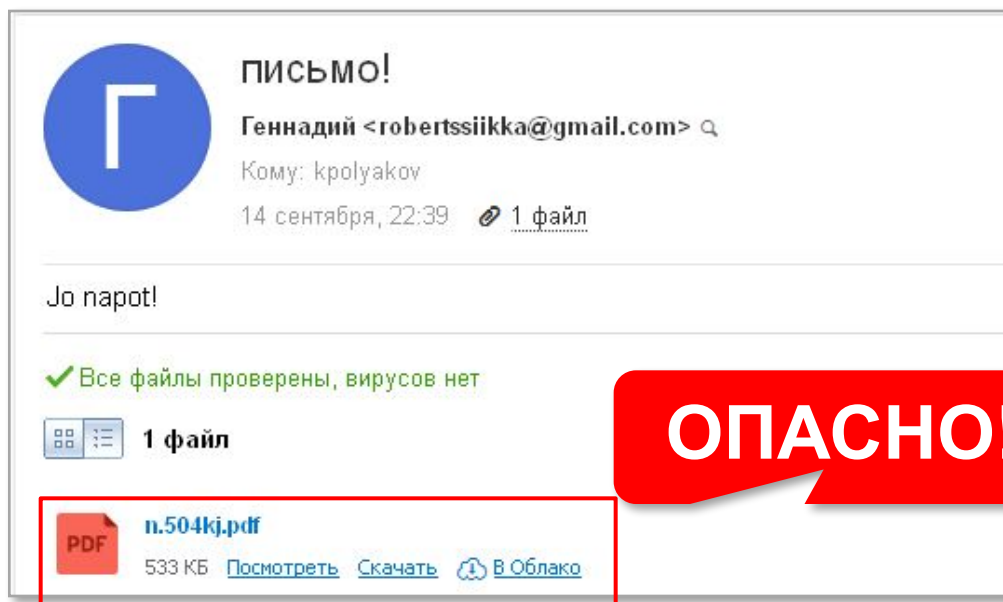 Г
письмо!
Геннадий <robertssiikka@gmail.com>
Кому: kpolyakov
14 сентября, 22:39 1 файл
Jo napot!
Все файлы проверены, вирусов нет
1 файл
ОПАСНО!
n.504kj.pdf
PDF
533 КБ Посмотреть Скачать В Облако